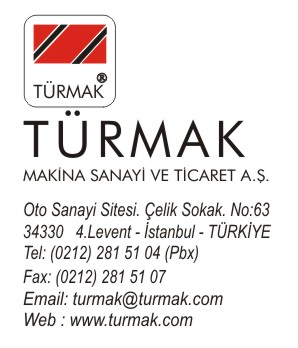 TÜRMAK®
TÜRMAK
MAKİNA SANAYİ VE TİCARET A.Ş.
Oto Sanayi Sitesi. Çelik Sokak. No:63
34330 4.Levent - İstanbul - TÜRKİYE
Tel: (0212) 281 51 04 (Pbx)
Fax: (0212) 281 51 07
Email: turmak@turmak.com
Web : www.turmak.com